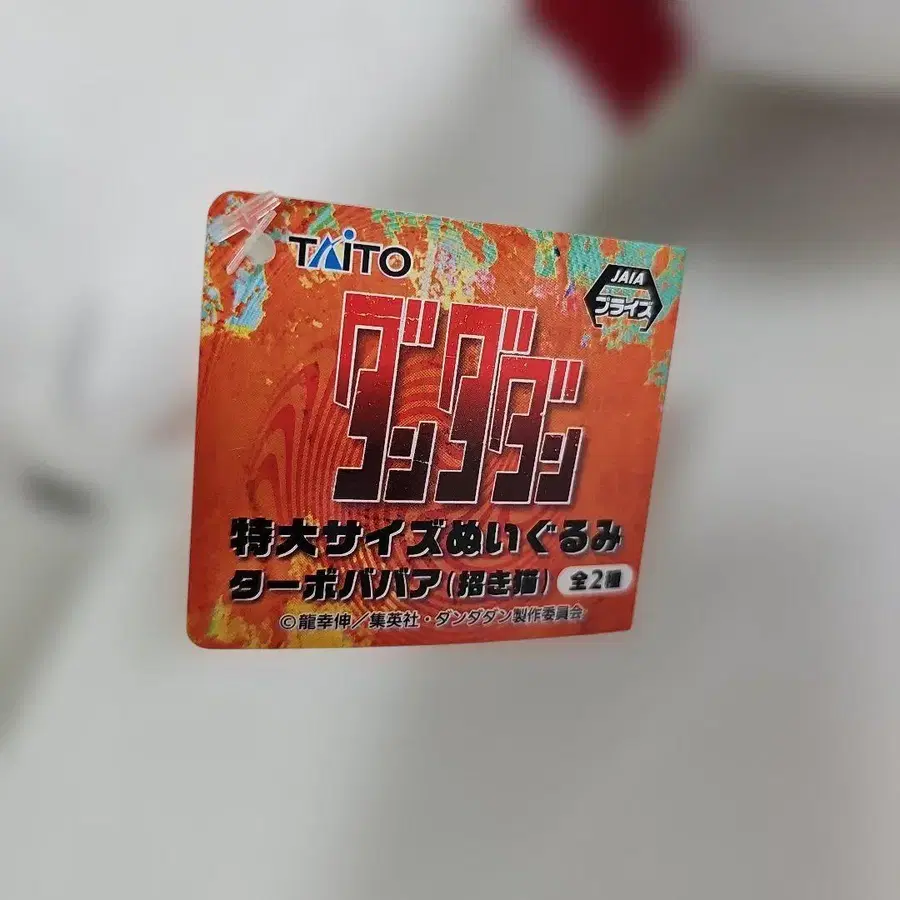 TAITO
JAIA
プライズ
ダンダダン
特大サイズぬいぐるみ
ターボババア(招き猫) 全2種
©龍幸伸/集英社・ダンダダン製作委員会